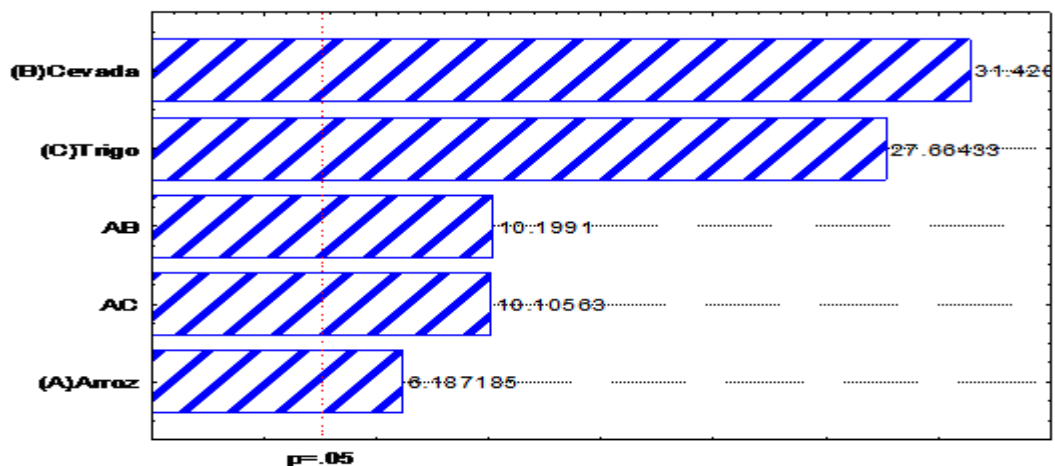 (B)Cevada 31.426
(C)Trigo 27.66433
AB 10.1991
AC 10.10563
(A)Arroz 6.187185
p=.05